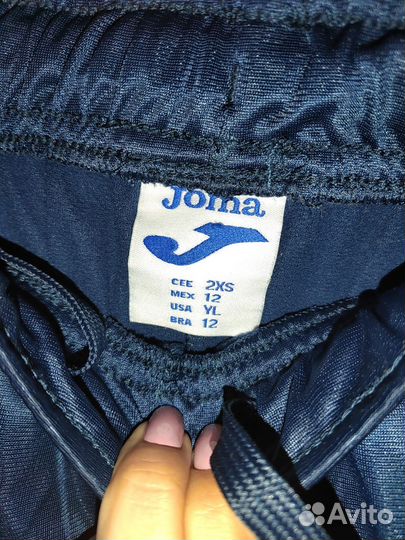 Joma
CEE 2XS
MEX 12
USA YL
BRA 12
Avito